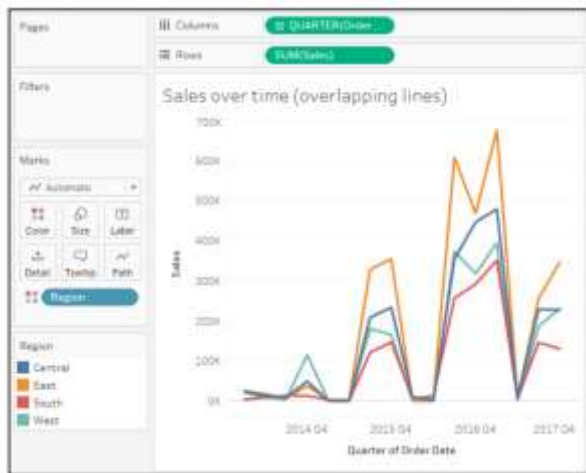 Pages
Columns
QUARTER(Order
Rows
SUM(Sales)
Filters
Sales over time (overlapping lines)
Marks
Automatic
Color Size Label
Detail Tooltip Path
Region
Region
Central
East
South
West
700K
600K
500K
400K
300K
200K
100K
0K
Sales
2014 Q4 2015 Q4 2016 Q4 2017 Q4
Quarter of Order Date